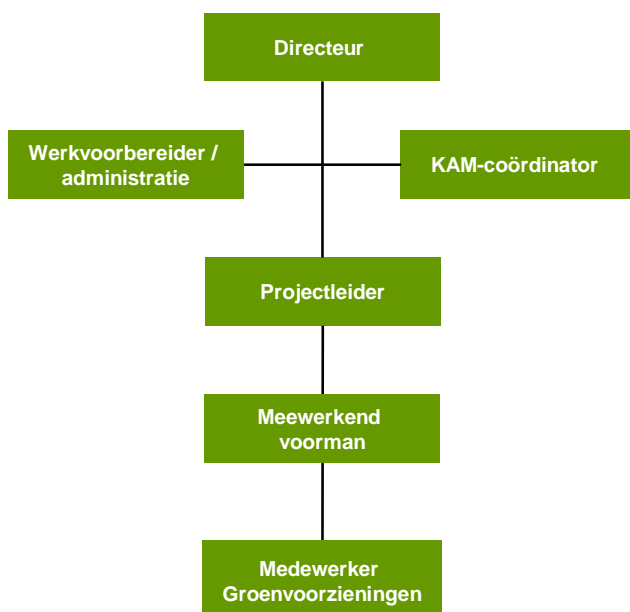 Directeur
Werkvoorbereider /
administratie
KAM-coördinator
Projectleider
Meewerkend
voorman
Medewerker
Groenvoorzieningen